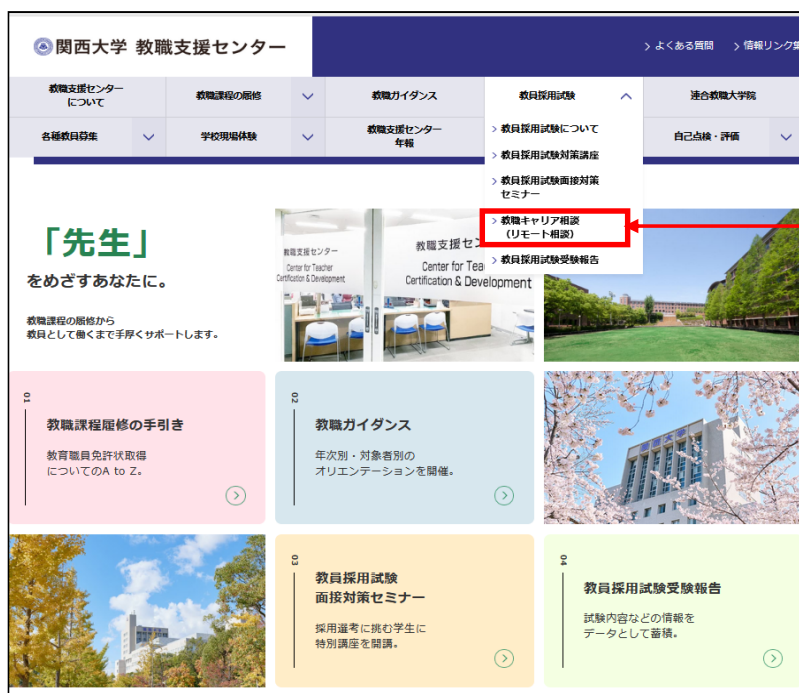 関西大学 教職支援センター
よくある質問
情報リンク集
教職支援センター
について
教職課程の履修
教職ガイダンス
教員採用試験
連合教職大学院
各種教員募集
学校現場体験
教職支援センター
年報
自己点検・評価
教員採用試験について
教員採用試験対策講座
教員採用試験面接対策
セミナー
教職キャリア相談
（リモート相談）
教員採用試験受験報告
「先生」
をめざすあなたに。
教職課程の履修から
教員として働くまで手厚くサポートします。
教職支援センター
Center for Teacher
Certification & Development
教職支援セン
Center for Tea
Certification & Development
01
教職課程履修の手引き
教育職員免許状取得
についてのA to Z。
02
教職ガイダンス
年次別・対象者別の
オリエンテーションを開催。
関西大学
03
教員採用試験
面接対策セミナー
採用選考に挑む学生に
特別講座を開講。
04
教員採用試験受験報告
試験内容などの情報を
データとして蓄積。